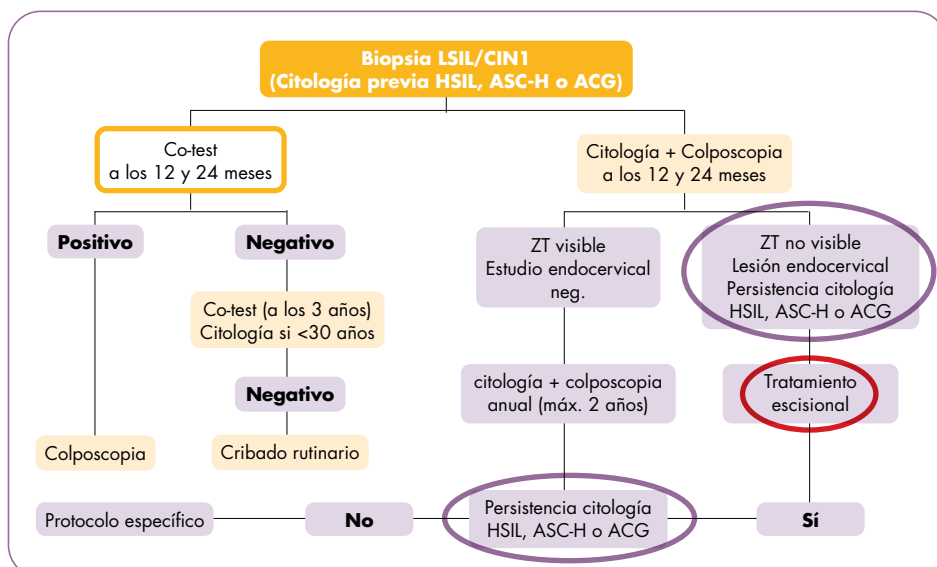 Biopsia LSIL/CIN1
(Citología previa HSIL, ASC-H o ACG)
Co-test
a los 12 y 24 meses
Citología + Colposcopia
a los 12 y 24 meses
Positivo
Negativo
ZT visible
Estudio endocervical
neg.
ZT no visible
Lesión endocervical
Persistencia citología
HSIL, ASC-H o ACG
Co-test (a los 3 años)
Citología si <30 años
Negativo
citología + colposcopia
anual (máx. 2 años)
Tratamiento
escisional
Colposcopia
Cribado rutinario
Protocolo específico
No
Persistencia citología
HSIL, ASC-H o ACG
Sí